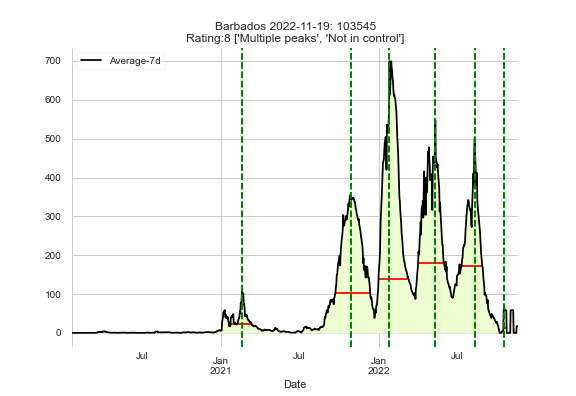 Barbados 2022-11-19: 103545
Rating:8 ['Multiple peaks', 'Not in control']
Average-7d
700
600
500
400
300
200
100
0
Jul
Jan
2021
Jul
Jan
2022
Jul
Date